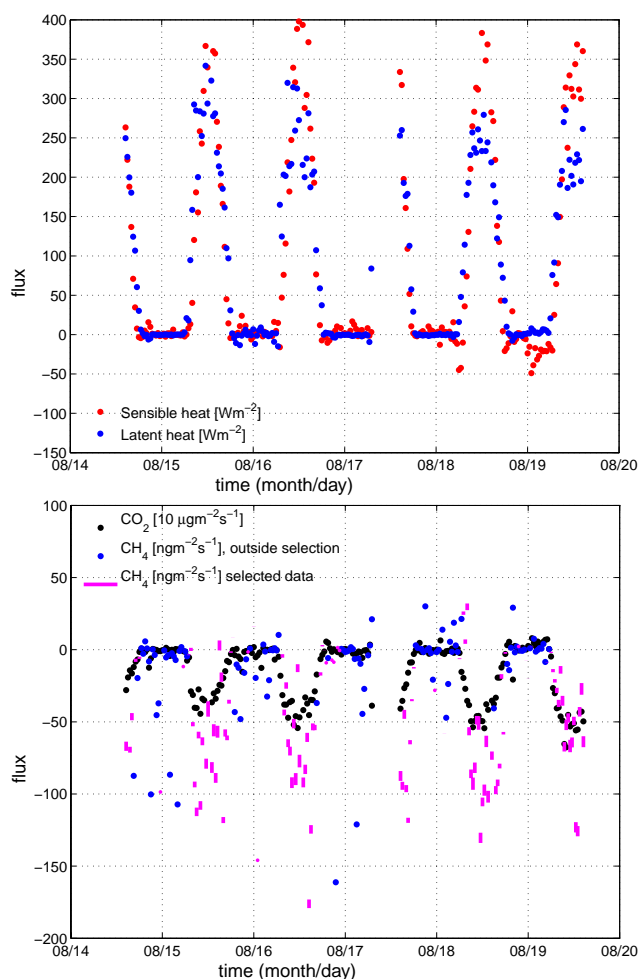 400
350
300
250
200
150
100
50
0
−50
−100
−150
flux
Sensible heat [Wm−2]
Latent heat [Wm−2]
08/14 08/15 08/16 08/17 08/18 08/19 08/20
time (month/day)
100
50
0
−50
−100
−150
−200
flux
CO2 [10 μgm−2s−1]
CH4 [ngm−2s−1], outside selection
CH4 [ngm−2s−1] selected data
08/14 08/15 08/16 08/17 08/18 08/19 08/20
time (month/day)